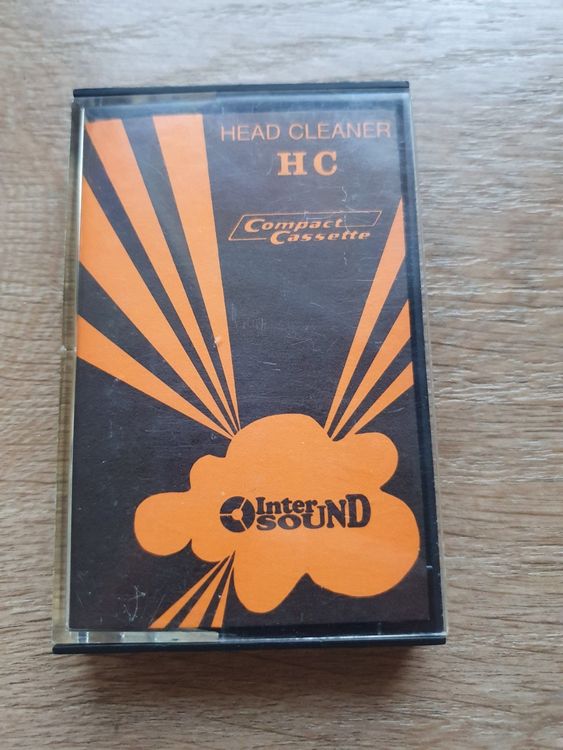 HEAD CLEANER
HC
Compact
Cassette
Inter
SOUND